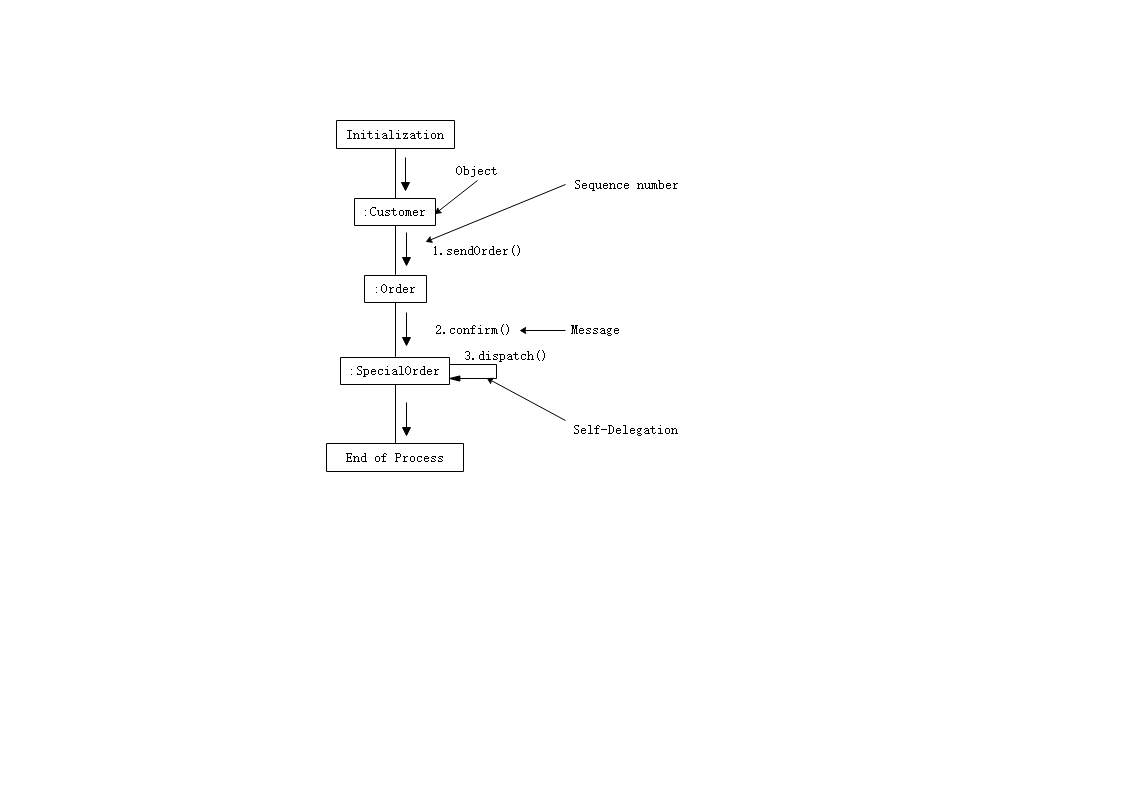 Initialization
Object
Sequence number
:Customer
1.sendOrder()
:Order
2.confirm()
Message
3.dispatch()
:SpecialOrder
Self-Delegation
End of Process